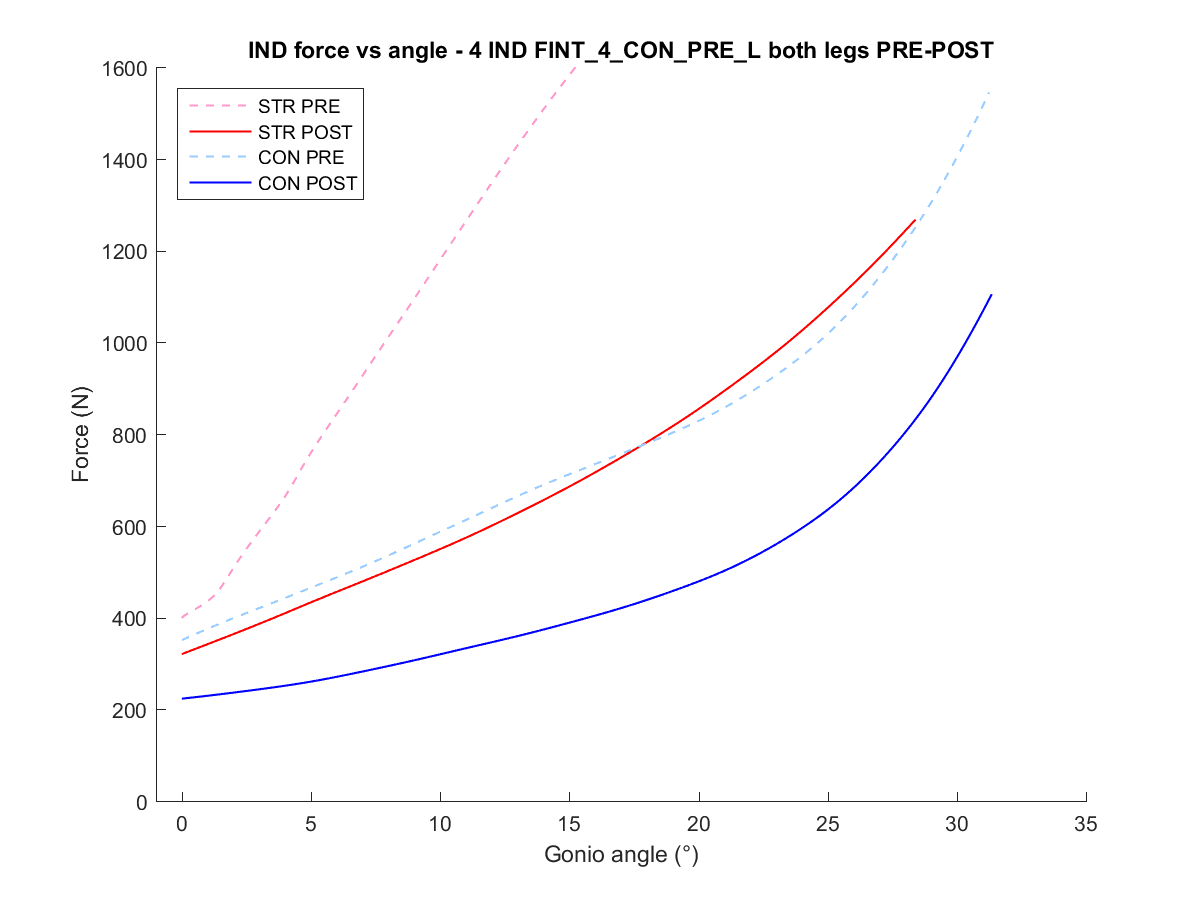 IND force vs angle - 4 IND FINT_4_CON_PRE_L both legs PRE-POST
1600
1400
1200
1000
800
600
400
200
0
Force (N)
STR PRE
STR POST
CON PRE
CON POST
0 5 10 15 20 25 30 35
Gonio angle (°)